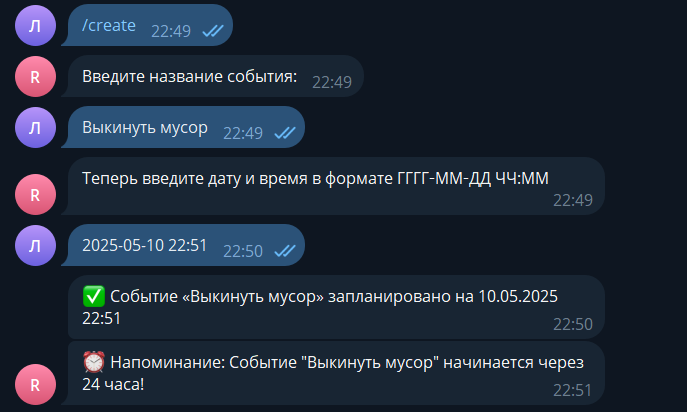 Л
/create 22:49
R
Введите название события: 22:49
Л
Выкинуть мусор 22:49
R
Теперь введите дату и время в формате ГГГГ-ММ-ДД ЧЧ:ММ
22:49
Л
2025-05-10 22:51 22:50
✅ Событие «Выкинуть мусор» запланировано на 10.05.2025
22:51
22:50
R
⏰ Напоминание: Событие "Выкинуть мусор" начинается через
24 часа!
22:51